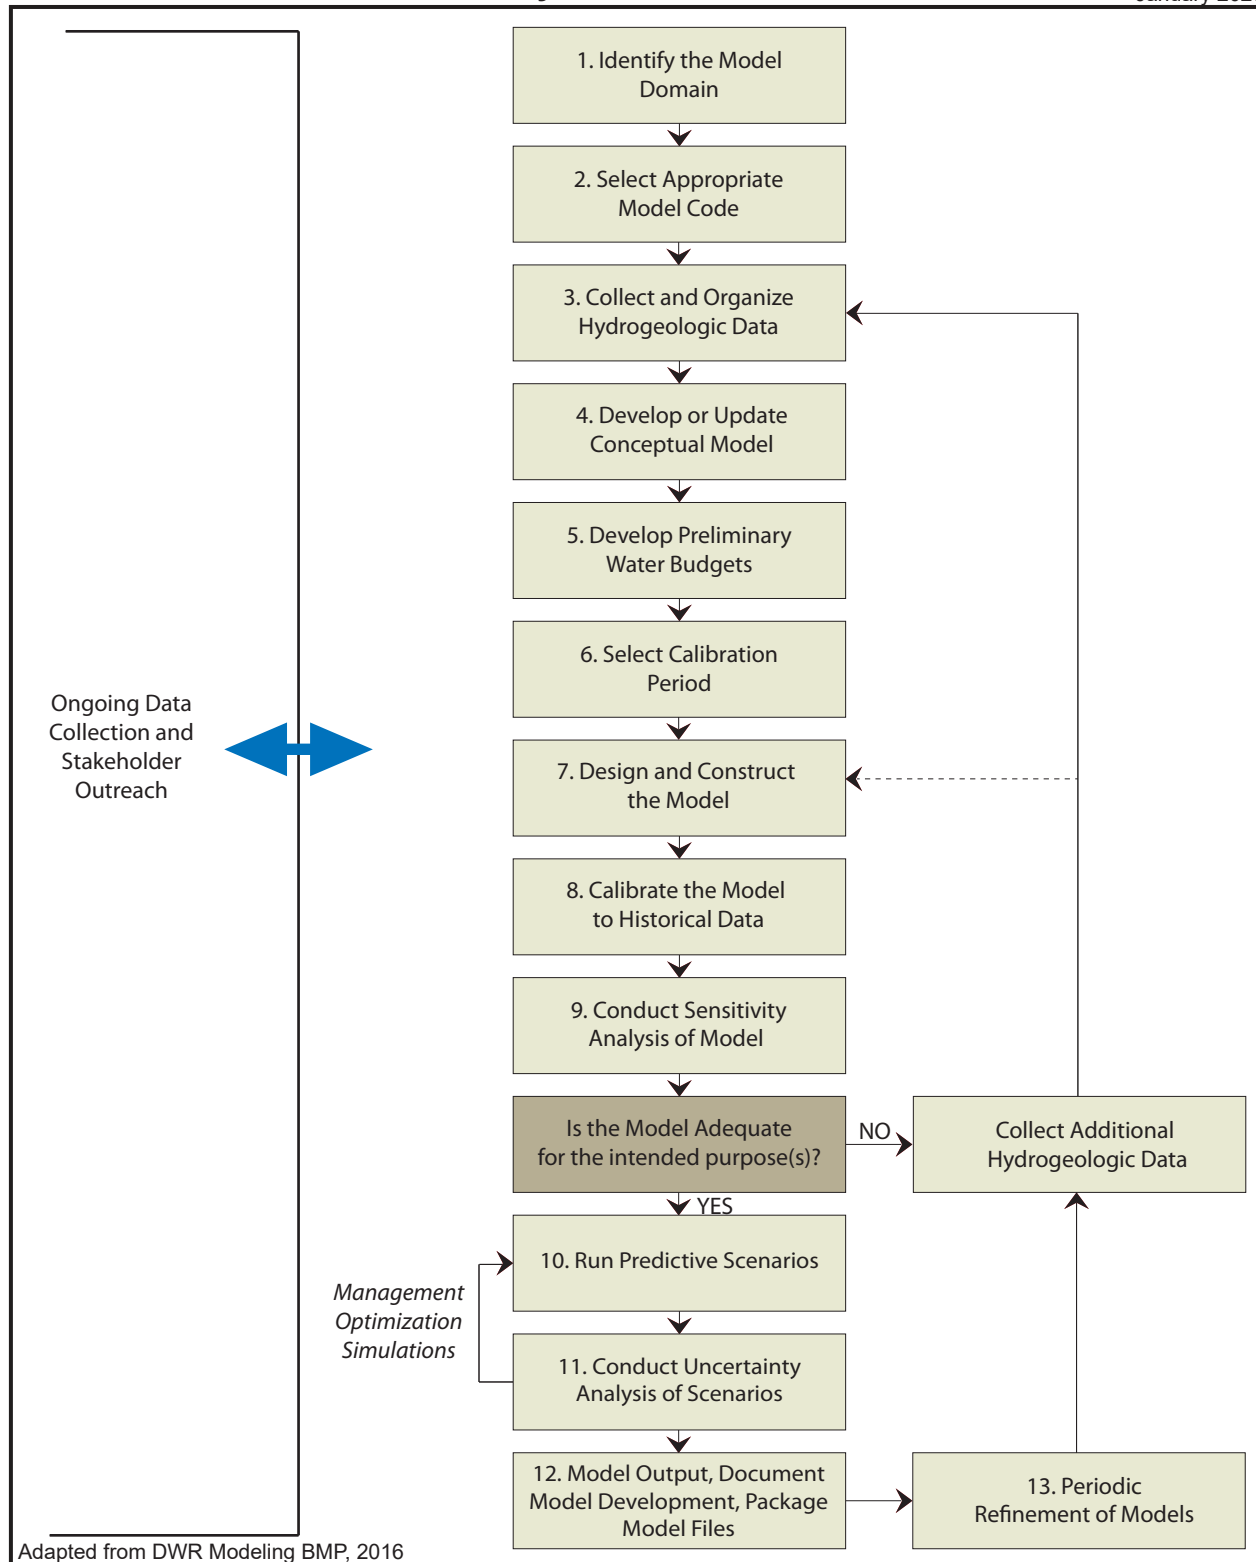 1. Identify the Model
Domain
2. Select Appropriate
Model Code
3. Collect and Organize
Hydrogeologic Data
4. Develop or Update
Conceptual Model
5. Develop Preliminary
Water Budgets
6. Select Calibration
Period
Ongoing Data
Collection and
Stakeholder
Outreach
7. Design and Construct
the Model
8. Calibrate the Model
to Historical Data
9. Conduct Sensitivity
Analysis of Model
Is the Model Adequate
for the intended purpose(s)?
NO
Collect Additional
Hydrogeologic Data
YES
10. Run Predictive Scenarios
Management
Optimization
Simulations
11. Conduct Uncertainty
Analysis of Scenarios
12. Model Output, Document
Model Development, Package
Model Files
13. Periodic
Refinement of Models
Adapted from DWR Modeling BMP, 2016